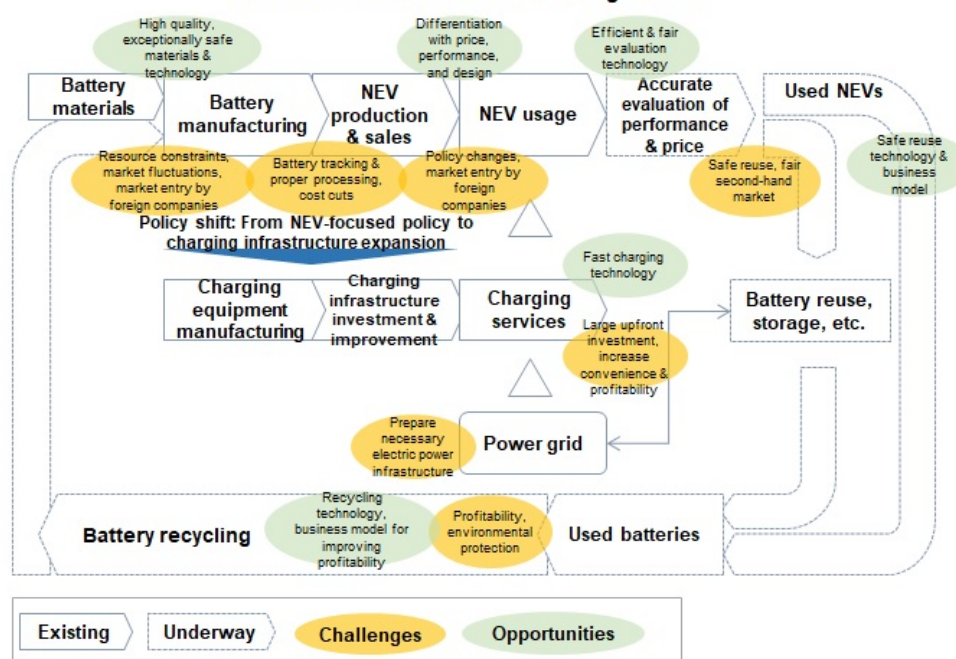 High quality,
exceptionally safe
materials &
technology
Differentiation
with price,
performance,
and design
Efficient & fair
evaluation
technology
Battery
materials
Battery
manufacturing
NEV
production
& sales
NEV usage
Accurate
evaluation of
performance
& price
Used NEVs
Resource constraints,
market fluctuations,
market entry by
foreign companies
Battery tracking &
proper processing,
cost cuts
Policy changes,
market entry by
foreign
companies
Safe reuse, fair
second-hand
market
Safe reuse
technology &
business
model
Policy shift: From NEV-focused policy to
charging infrastructure expansion
Fast charging
technology
Charging
equipment
manufacturing
Charging
infrastructure
investment &
improvement
Charging
services
Large upfront
investment,
increase
convenience &
profitability
Battery reuse,
storage, etc.
Prepare
necessary
electric power
infrastructure
Power grid
Battery recycling
Recycling
technology,
business model for
improving
profitability
Profitability,
environmental
protection
Used batteries
Existing
Underway
Challenges
Opportunities